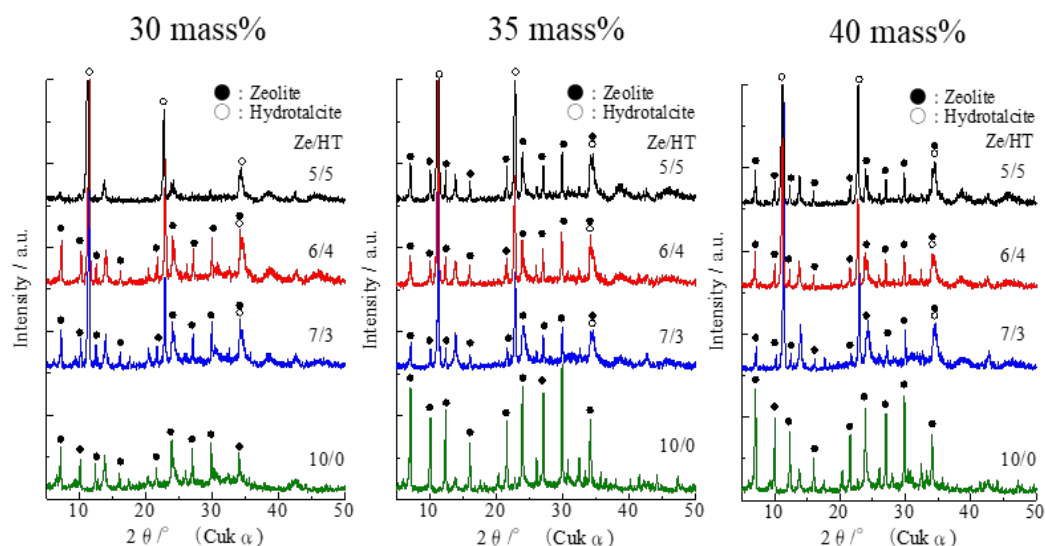 30 mass%
● : Zeolite
○ : Hydrotalcite
Ze/HT
5/5
6/4
7/3
10/0
Intensity / a.u.
10 20 30 40 50
2 θ /° （Cuk α）
35 mass%
● : Zeolite
○ : Hydrotalcite
Ze/HT
5/5
6/4
7/3
10/0
Intensity / a.u.
10 20 30 40 50
2 θ /° （Cuk α）
40 mass%
● : Zeolite
○ : Hydrotalcite
Ze/HT
5/5
6/4
7/3
10/0
Intensity / a.u.
10 20 30 40 50
2 θ /° （Cuk α）